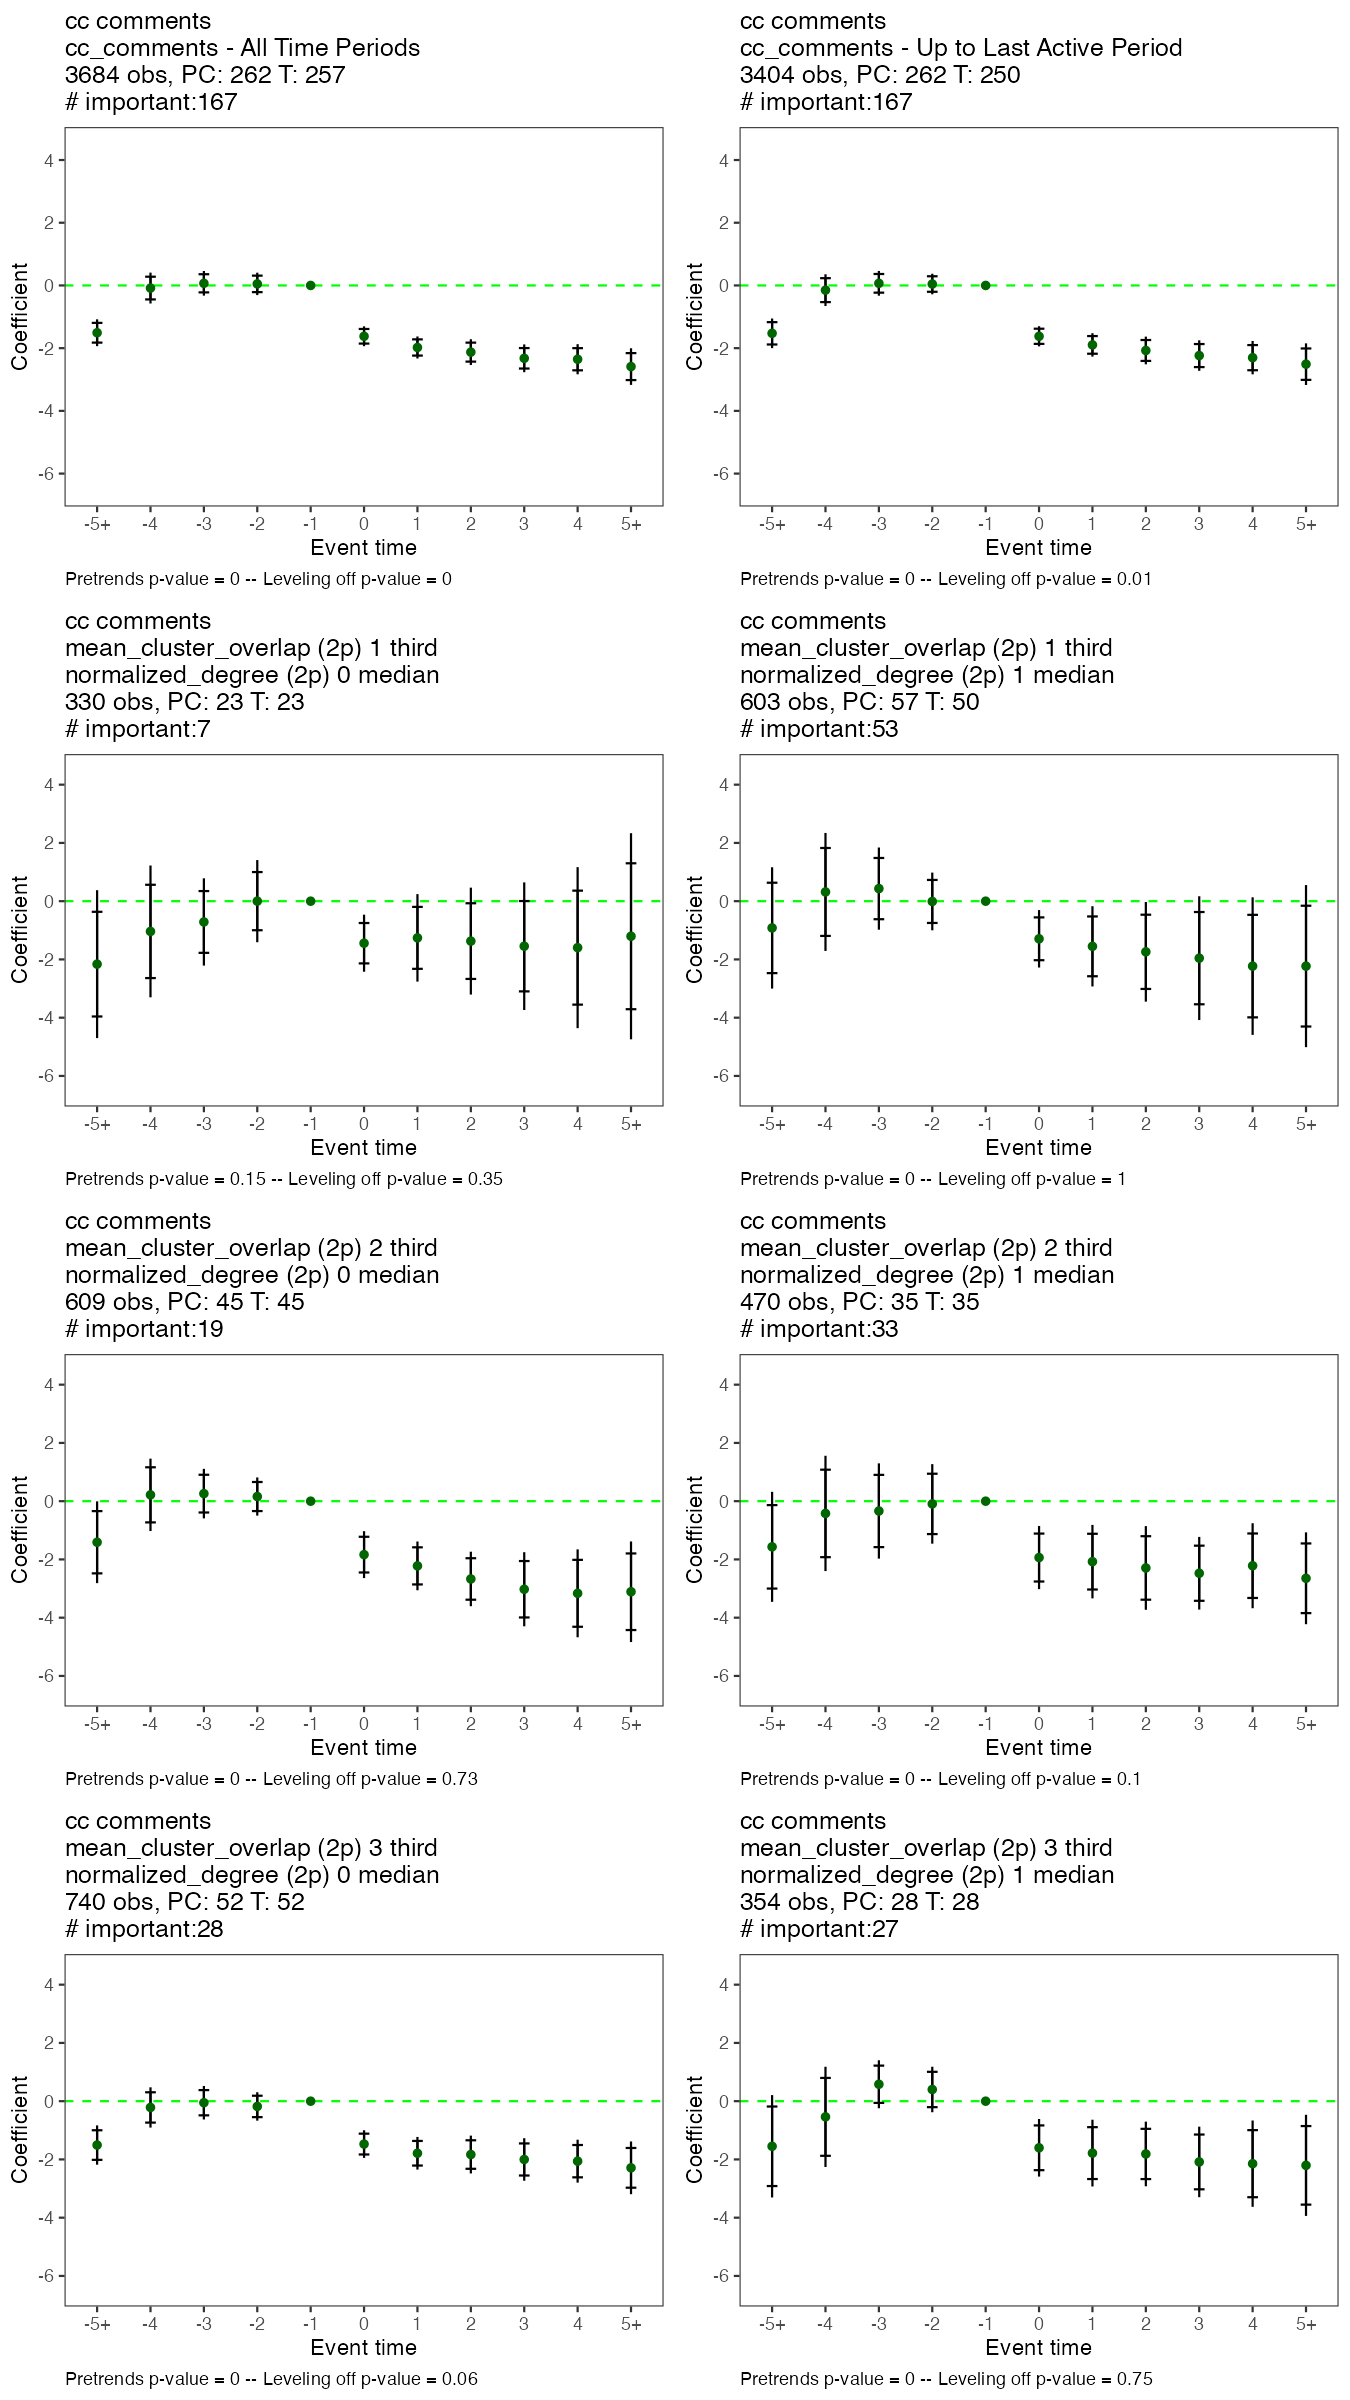 cc comments
cc_comments - All Time Periods
3684 obs, PC: 262 T: 257
# important:167
4
2
0
-2
-4
-6
Coefficient
-5+ -4 -3 -2 -1 0 1 2 3 4 5+
Event time
Pretrends p-value = 0 -- Leveling off p-value = 0
cc comments
cc_comments - Up to Last Active Period
3404 obs, PC: 262 T: 250
# important:167
4
2
0
-2
-4
-6
Coefficient
-5+ -4 -3 -2 -1 0 1 2 3 4 5+
Event time
Pretrends p-value = 0 -- Leveling off p-value = 0.01
cc comments
mean_cluster_overlap (2p) 1 third
normalized_degree (2p) 0 median
330 obs, PC: 23 T: 23
# important:7
4
2
0
-2
-4
-6
Coefficient
-5+ -4 -3 -2 -1 0 1 2 3 4 5+
Event time
Pretrends p-value = 0.15 -- Leveling off p-value = 0.35
cc comments
mean_cluster_overlap (2p) 1 third
normalized_degree (2p) 1 median
603 obs, PC: 57 T: 50
# important:53
4
2
0
-2
-4
-6
Coefficient
-5+ -4 -3 -2 -1 0 1 2 3 4 5+
Event time
Pretrends p-value = 0 -- Leveling off p-value = 1
cc comments
mean_cluster_overlap (2p) 2 third
normalized_degree (2p) 0 median
609 obs, PC: 45 T: 45
# important:19
4
2
0
-2
-4
-6
Coefficient
-5+ -4 -3 -2 -1 0 1 2 3 4 5+
Event time
Pretrends p-value = 0 -- Leveling off p-value = 0.73
cc comments
mean_cluster_overlap (2p) 2 third
normalized_degree (2p) 1 median
470 obs, PC: 35 T: 35
# important:33
4
2
0
-2
-4
-6
Coefficient
-5+ -4 -3 -2 -1 0 1 2 3 4 5+
Event time
Pretrends p-value = 0 -- Leveling off p-value = 0.1
cc comments
mean_cluster_overlap (2p) 3 third
normalized_degree (2p) 0 median
740 obs, PC: 52 T: 52
# important:28
4
2
0
-2
-4
-6
Coefficient
-5+ -4 -3 -2 -1 0 1 2 3 4 5+
Event time
Pretrends p-value = 0 -- Leveling off p-value = 0.06
cc comments
mean_cluster_overlap (2p) 3 third
normalized_degree (2p) 1 median
354 obs, PC: 28 T: 28
# important:27
4
2
0
-2
-4
-6
Coefficient
-5+ -4 -3 -2 -1 0 1 2 3 4 5+
Event time
Pretrends p-value = 0 -- Leveling off p-value = 0.75